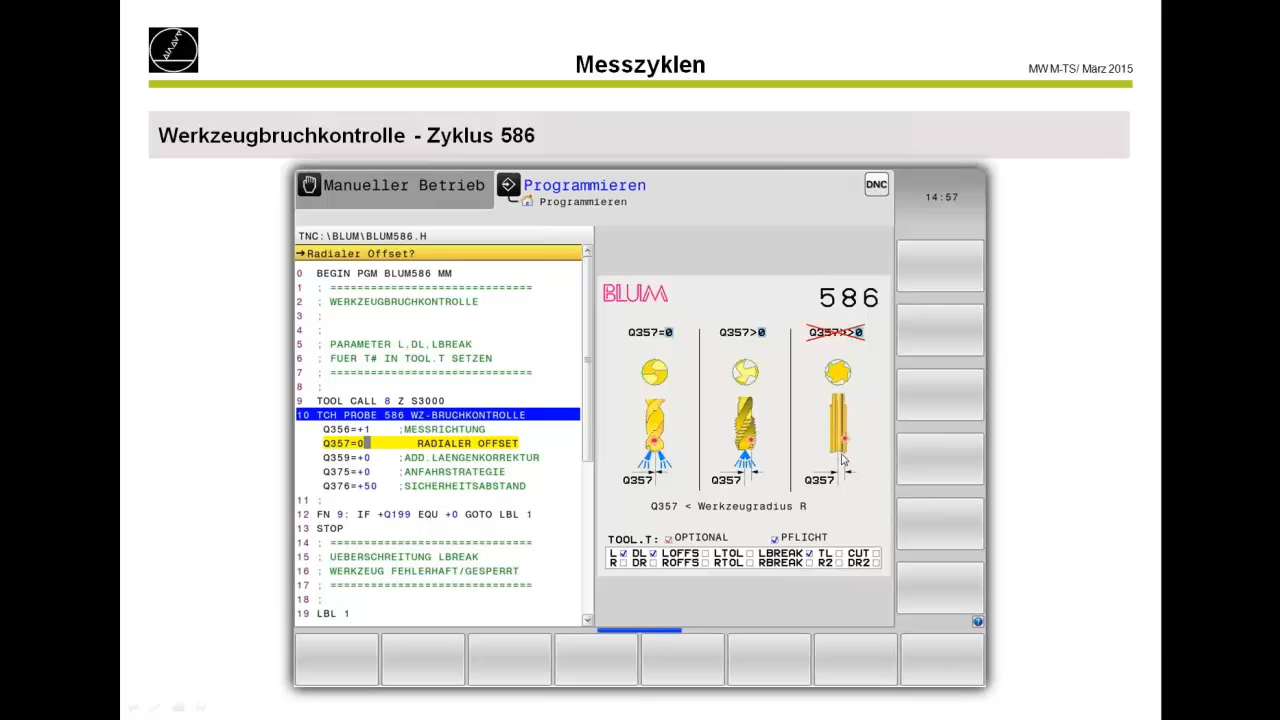 Messzyklen
MWM-TS/ März 2015
Werkzeugbruchkontrolle - Zyklus 586
Manueller Betrieb
Programmieren
Programmieren
DNC
14:57
TNC:\BLUM\BLUM586.H
➔Radialer Offset?
0 BEGIN PGM BLUM586 MM
1 ; ==============================
2 ; WERKZEUGBRUCHKONTROLLE
3 ;
4 ;
5 ; PARAMETER L,DL,LBREAK
6 ; FUER T# IN TOOL.T SETZEN
7 ; ==============================
8 ;
9 TOOL CALL 8 Z S3000
10 TCH PROBE 586 WZ-BRUCHKONTROLLE
Q356=+1 ;MESSRICHTUNG
Q357=0 RADIALER OFFSET
Q359=+0 ;ADD.LAENGENKORREKTUR
Q375=+0 ;ANFAHRSTRATEGIE
Q376=+50 ;SICHERHEITSABSTAND
11 ;
12 FN 9: IF +Q199 EQU +0 GOTO LBL 1
13 STOP
14 ; ==============================
15 ; UEBERSCHREITUNG LBREAK
16 ; WERKZEUG FEHLERHAFT/GESPERRT
17 ; ==============================
18 ;
19 LBL 1
BLUM
586
Q357=0
Q357>0
Q357>0
Q357
Q357
Q357
Q357 < Werkzeugradius R
TOOL.T: OPTIONAL PFLICHT
L DL LOFFS LTOL LBREAK TL CUT
R DR ROFFS RTOL RBREAK R2 DR2